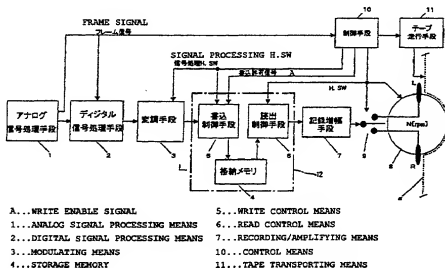 FRAME SIGNAL
フレーム信号
10
制御手段
11
テープ
走行手段
SIGNAL PROCESSING H.SW
信号処理H.SW
書込許可信号 A
H.SW
アナログ
信号処理手段
1
ディジタル
信号処理手段
2
変調手段
3
書込
制御手段
5
読出
制御手段
6
格納メモリ
4
12
記録増幅
手段
7
9
L
N(rpm)
8
R
A...WRITE ENABLE SIGNAL
1...ANALOG SIGNAL PROCESSING MEANS
2...DIGITAL SIGNAL PROCESSING MEANS
3...MODULATING MEANS
4...STORAGE MEMORY
5...WRITE CONTROL MEANS
6...READ CONTROL MEANS
7...RECORDING/AMPLIFYING MEANS
10...CONTROL MEANS
11...TAPE TRANSPORTING MEANS